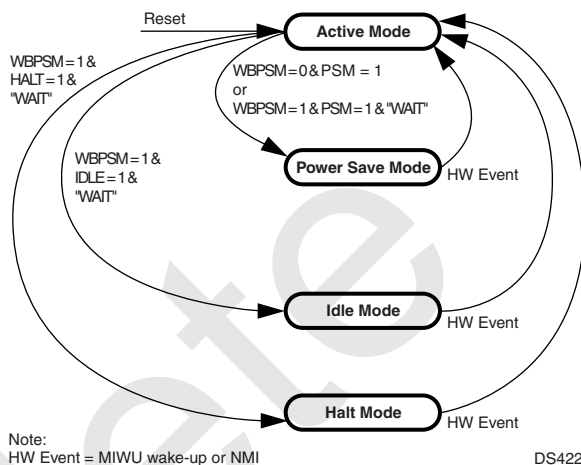 Reset
Active Mode
WBPSM=1 &
HALT=1 &
"WAIT"
WBPSM=0 & PSM = 1
or
WBPSM=1 & PSM=1 & "WAIT"
WBPSM=1 &
IDLE=1 &
"WAIT"
Power Save Mode
HW Event
Idle Mode
HW Event
Halt Mode
HW Event
Note:
HW Event = MIWU wake-up or NMI
DS422